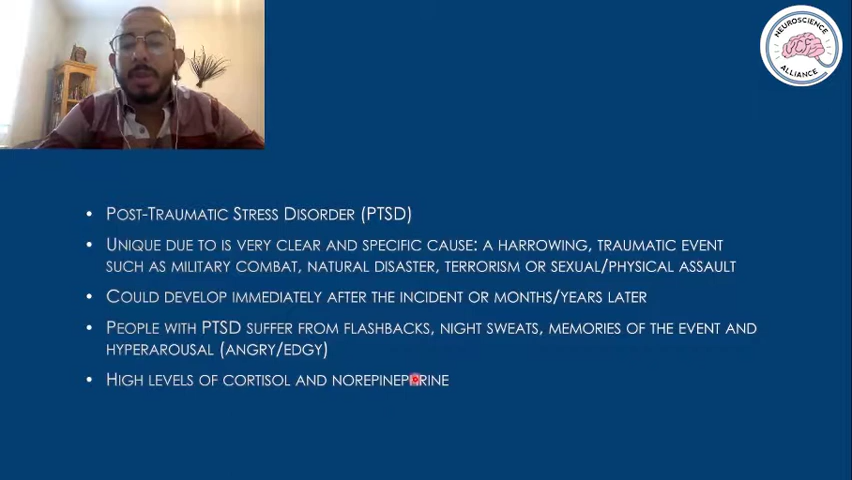 NEUROSCIENCE
UCF
ALLIANCE
• POST-TRAUMATIC STRESS DISORDER (PTSD)
• UNIQUE DUE TO IS VERY CLEAR AND SPECIFIC CAUSE: A HARROWING, TRAUMATIC EVENT
SUCH AS MILITARY COMBAT, NATURAL DISASTER, TERRORISM OR SEXUAL/PHYSICAL ASSAULT
• COULD DEVELOP IMMEDIATELY AFTER THE INCIDENT OR MONTHS/YEARS LATER
• PEOPLE WITH PTSD SUFFER FROM FLASHBACKS, NIGHT SWEATS, MEMORIES OF THE EVENT AND
HYPERAROUSAL (ANGRY/EDGY)
• HIGH LEVELS OF CORTISOL AND